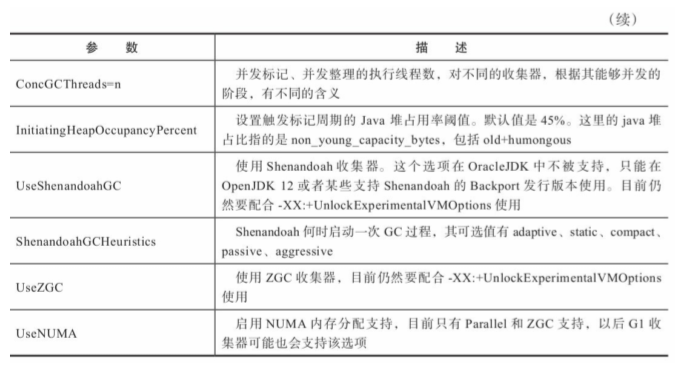 （续）
参 数 描 述
ConcGCThreads=n
并发标记、并发整理的执行线程数，对不同的收集器，根据其能够并发的
阶段，有不同的含义
InitiatingHeapOccupancyPercent
设置触发标记周期的 Java 堆占用率阈值。默认值是 45%。这里的 java 堆
占比指的是 non_young_capacity_bytes，包括 old+humongous
UseShenandoahGC
使用 Shenandoah 收集器。这个选项在 OracleJDK 中不被支持，只能在
OpenJDK 12 或者某些支持 Shenandoah 的 Backport 发行版本使用。目前仍
然要配合 -XX:+UnlockExperimentalVMOptions 使用
ShenandoahGCHeuristics
Shenandoah 何时启动一次 GC 过程，其可选值有 adaptive、static、compact、
passive、aggressive
UseZGC
使用 ZGC 收集器，目前仍然要配合 -XX:+UnlockExperimentalVMOptions
使用
UseNUMA
启用 NUMA 内存分配支持，目前只有 Parallel 和 ZGC 支持，以后 G1 收
集器可能也会支持该选项